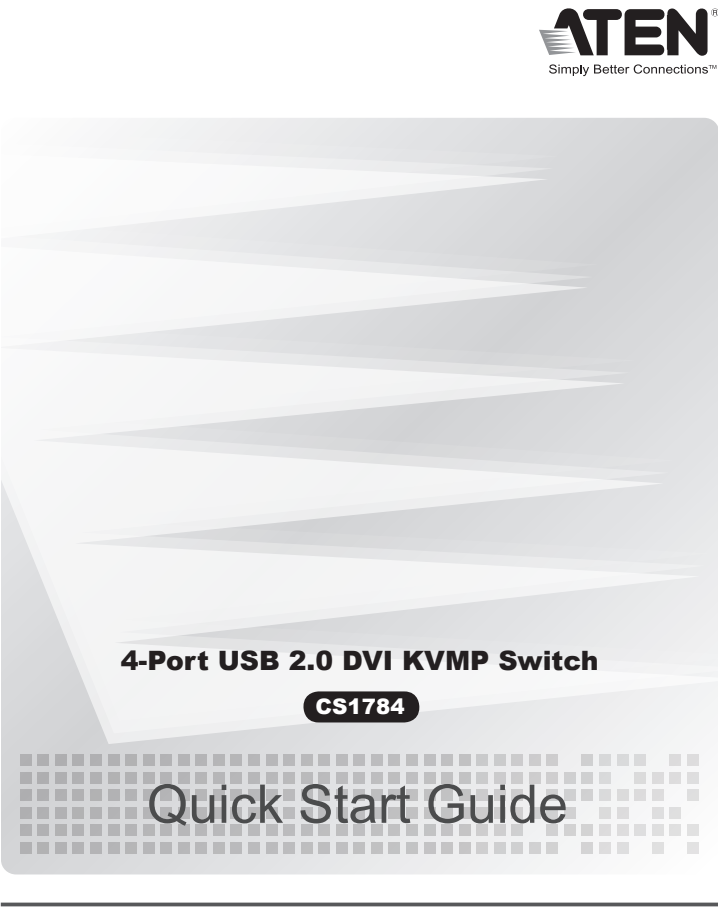 ATEN®
Simply Better Connections™
4-Port USB 2.0 DVI KVMP Switch
CS1784
Quick Start Guide